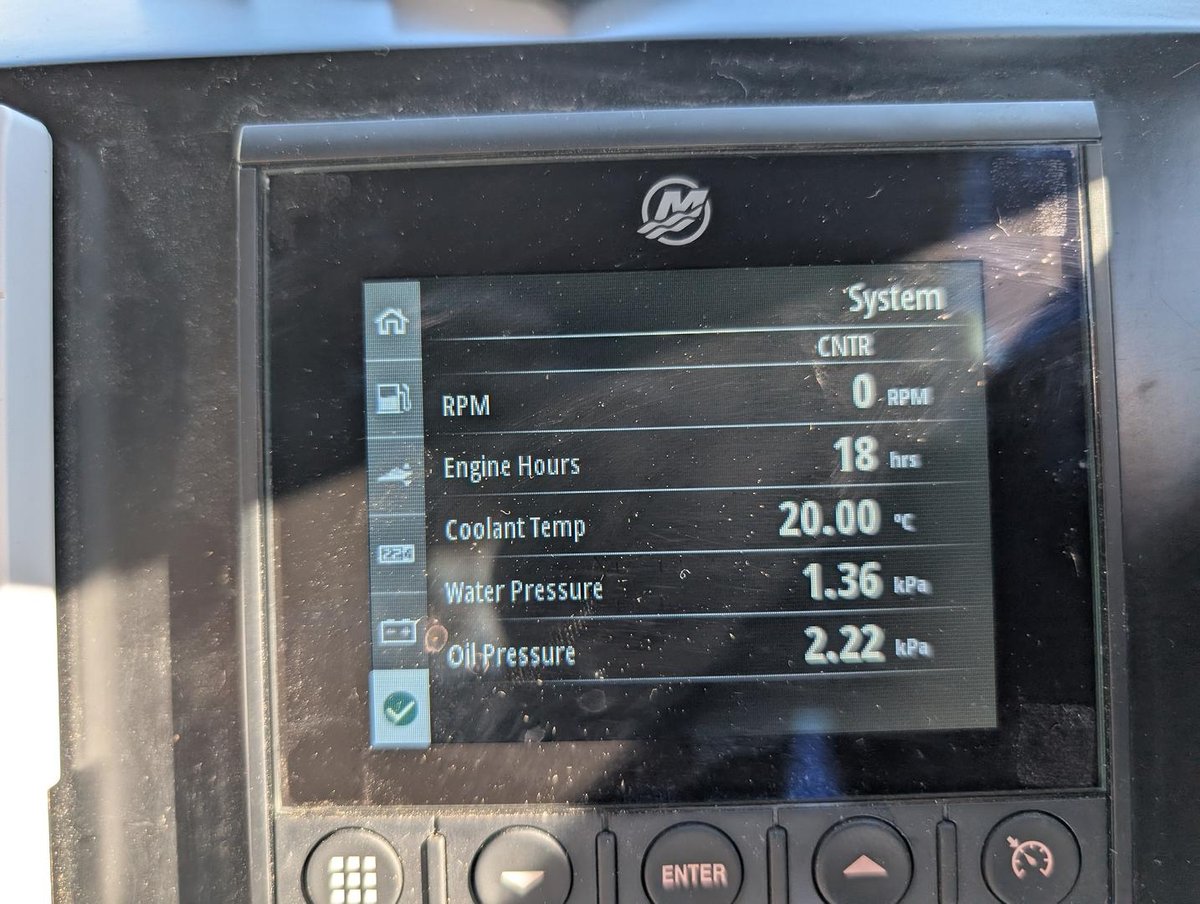 System
CNTR
RPM 0 RPM
Engine Hours 18 hrs
Coolant Temp 20.00 °C
Water Pressure 1.36 kPa
Oil Pressure 2.22 kPa
ENTER